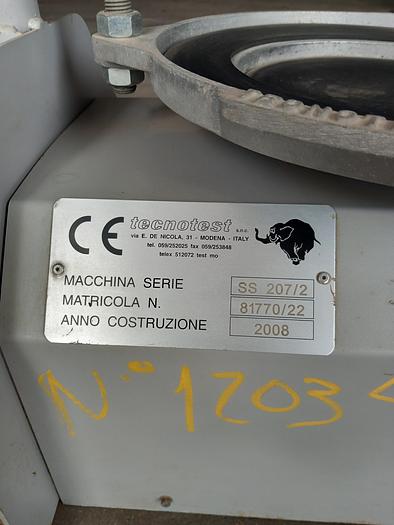 CE tecnotest s.n.c.
via E. DE NICOLA, 31 - MODENA - ITALY
tel. 059/252025 fax 059/253848
telex 512072 test mo
MACCHINA SERIE SS 207/2
MATRICOLA N. 81770/22
ANNO COSTRUZIONE 2008
N.° 1203